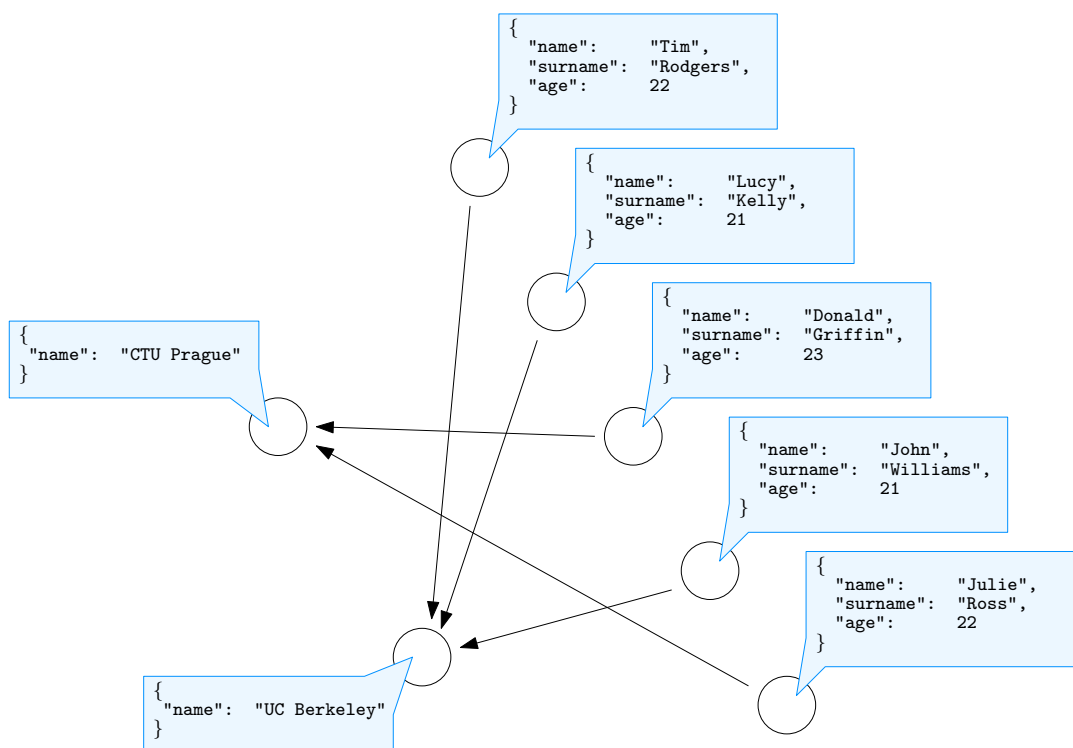 {
"name": "Tim",
"surname": "Rodgers",
"age": 22
}
{
"name": "Lucy",
"surname": "Kelly",
"age": 21
}
{
"name": "Donald",
"surname": "Griffin",
"age": 23
}
{
"name": "CTU Prague"
}
{
"name": "John",
"surname": "Williams",
"age": 21
}
{
"name": "Julie",
"surname": "Ross",
"age": 22
}
{
"name": "UC Berkeley"
}